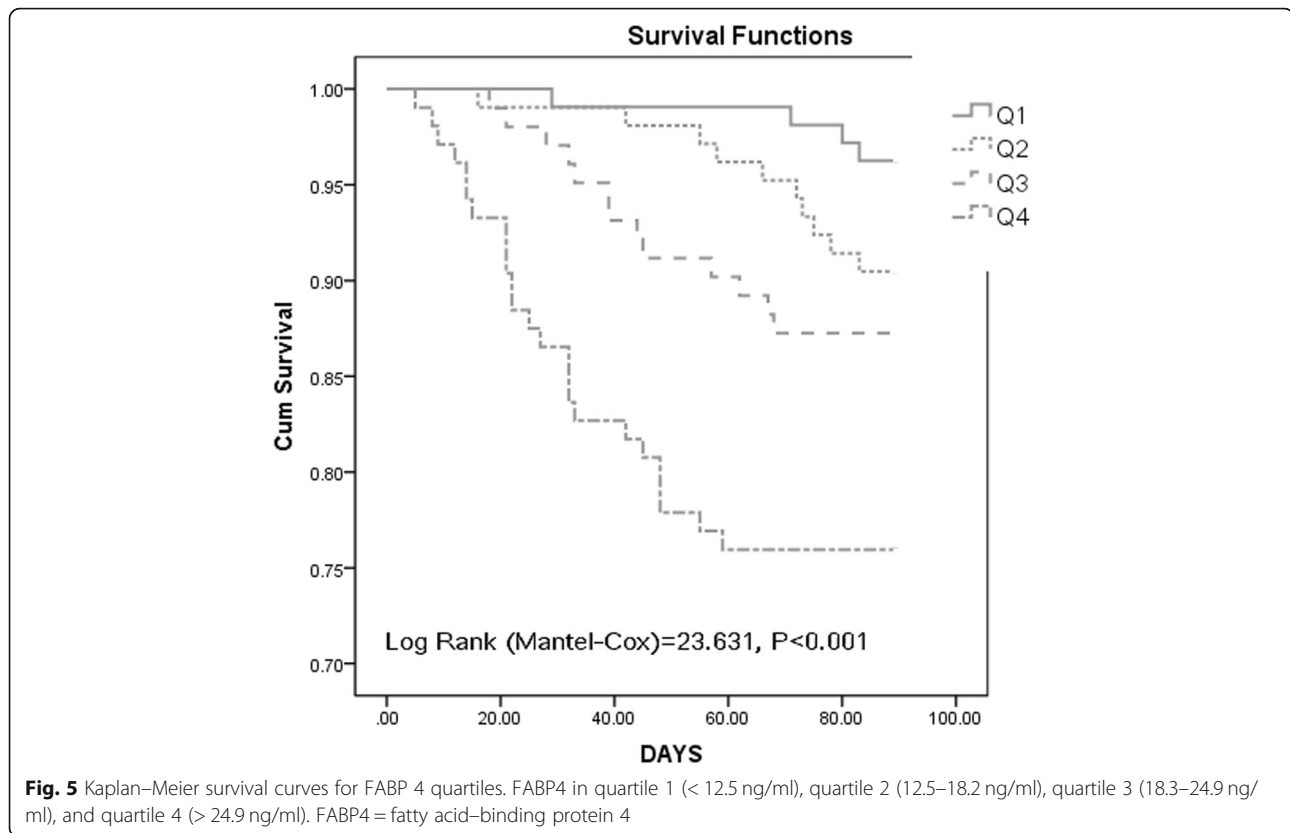 Survival Functions
1.00
0.95
0.90
0.85
0.80
0.75
0.70
Cum Survival
Q1
Q2
Q3
Q4
Log Rank (Mantel-Cox)=23.631, P<0.001
.00 20.00 40.00 60.00 80.00 100.00
DAYS
Fig. 5 Kaplan–Meier survival curves for FABP 4 quartiles. FABP4 in quartile 1 (< 12.5 ng/ml), quartile 2 (12.5–18.2 ng/ml), quartile 3 (18.3–24.9 ng/
ml), and quartile 4 (> 24.9 ng/ml). FABP4 = fatty acid–binding protein 4